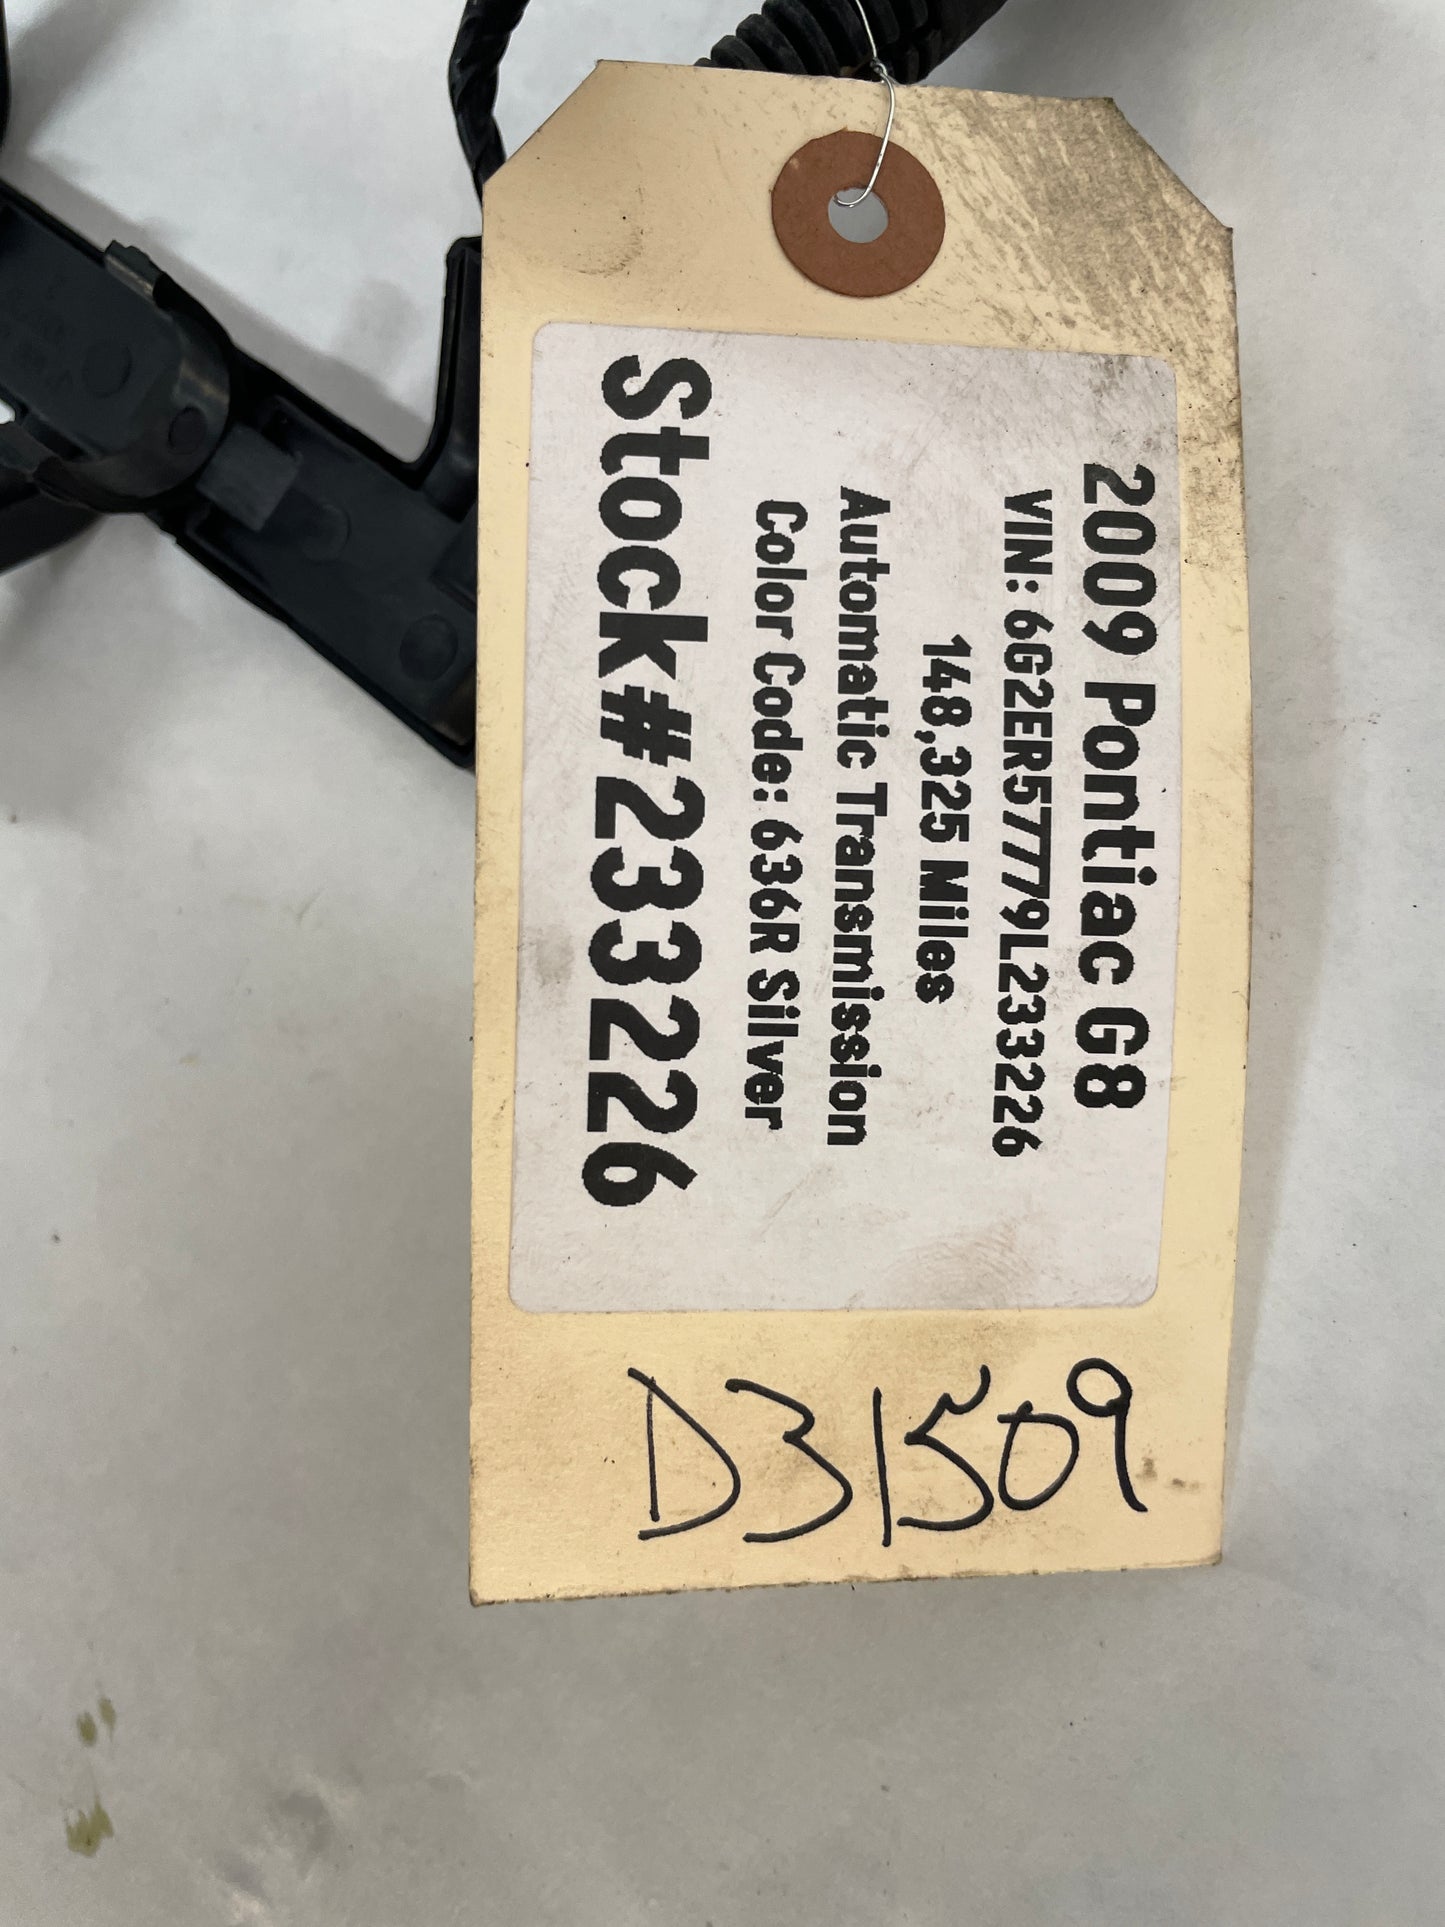 2009 Pontiac G8
VIN: 6G2ER57779L233226
148,325 Miles
Automatic Transmission
Color Code: 636R Silver
Stock#233226
D31509